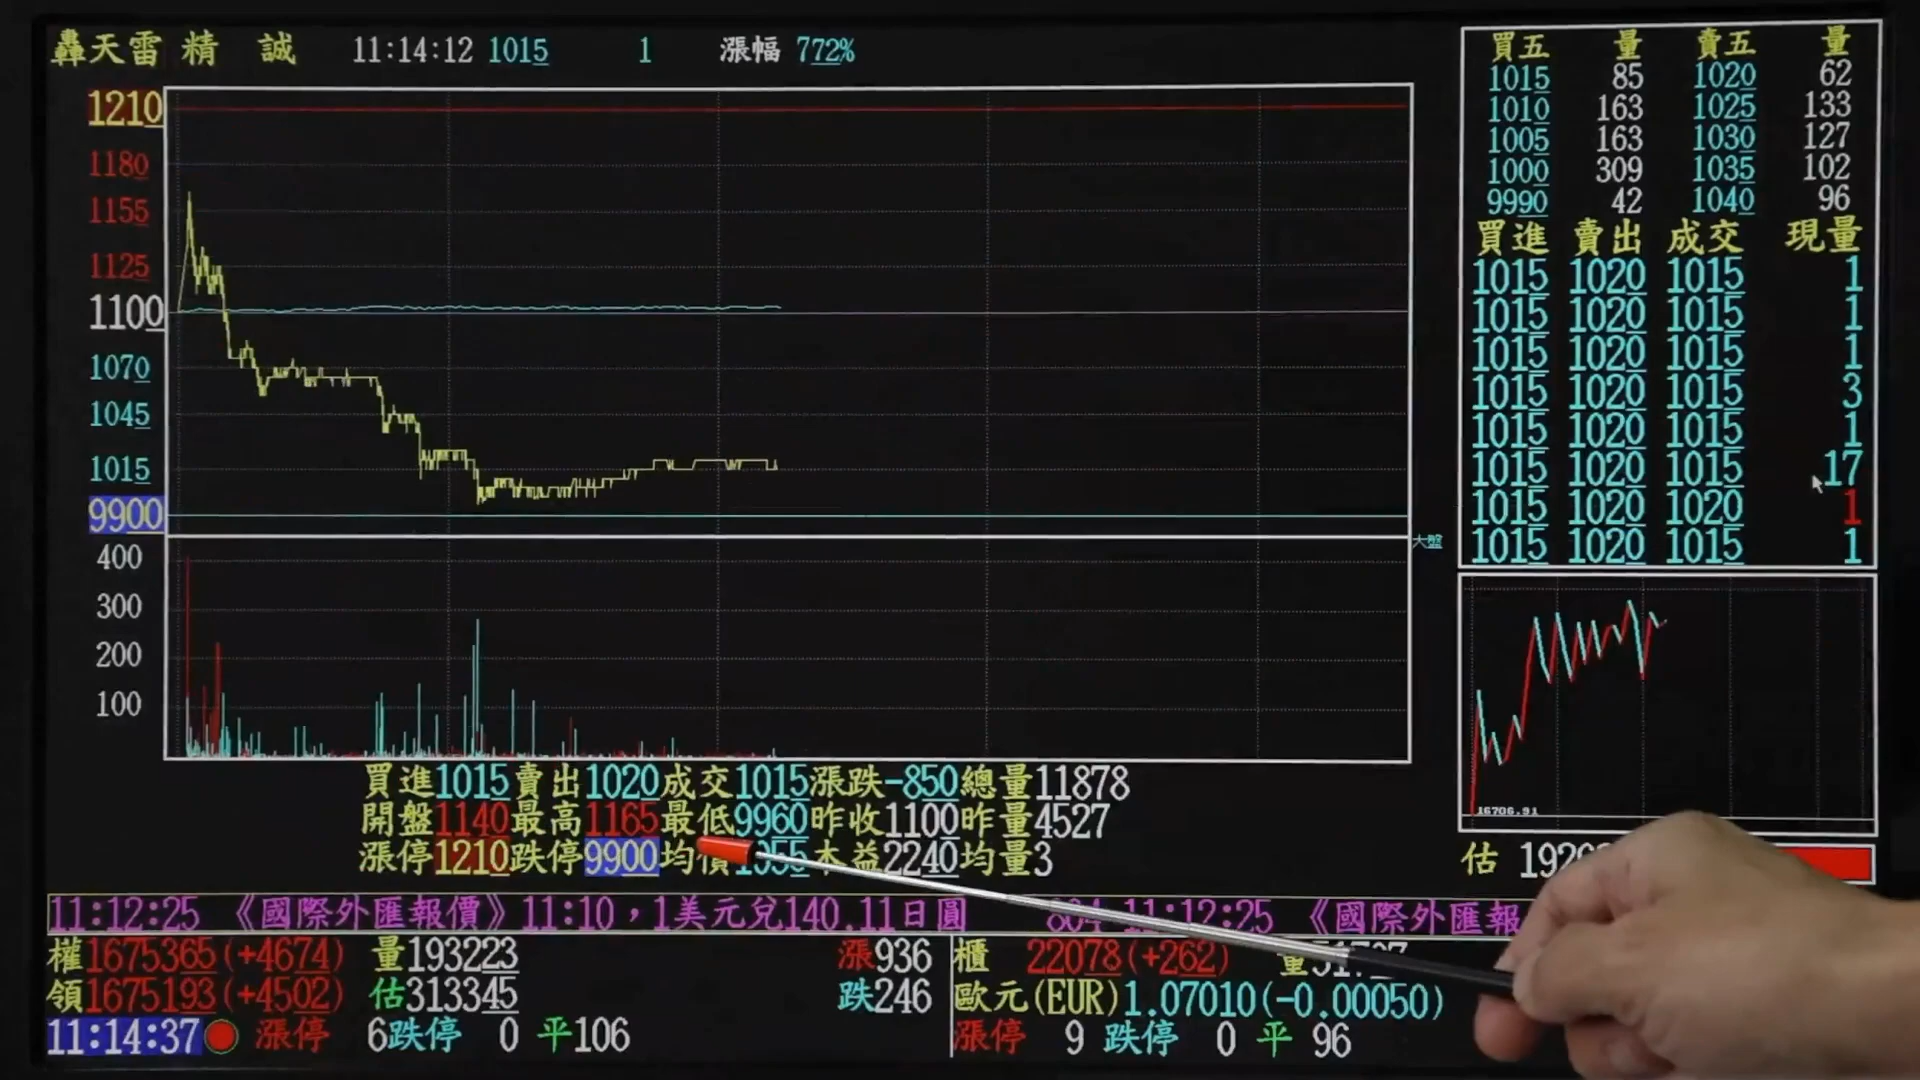 轟天雷 精 誠 11:14:12 1015 1 漲幅 772%
1210
1180
1155
1125
1100
1070
1045
1015
9900
400
300
200
100
大盤
買五 量 賣五 量
1015 85 1020 62
1010 163 1025 133
1005 163 1030 127
1000 309 1035 102
9990 42 1040 96
買進 賣出 成交 現量
1015 1020 1015 1
1015 1020 1015 1
1015 1020 1015 1
1015 1020 1015 3
1015 1020 1015 1
1015 1020 1015 17
1015 1020 1020 1
1015 1020 1015 1
16706.91
估
買進1015賣出1020成交1015漲跌-850總量11878
開盤1140最高1165最低9960昨收1100昨量4527
漲停1210跌停9900均價 本益2240均量3
11:12:25 《國際外匯報價》11:10，1美元兌140.11日圓 804 11:12:25 《國際外匯報
權1675365(+4674) 量193223 漲936 櫃 22078(+262) 量
領1675193(+4502) 估313345 跌246 歐元(EUR)1.07010(-0.00050)
11:14:37 漲停 6跌停 0 平106 漲停 9 跌停 0 平 96